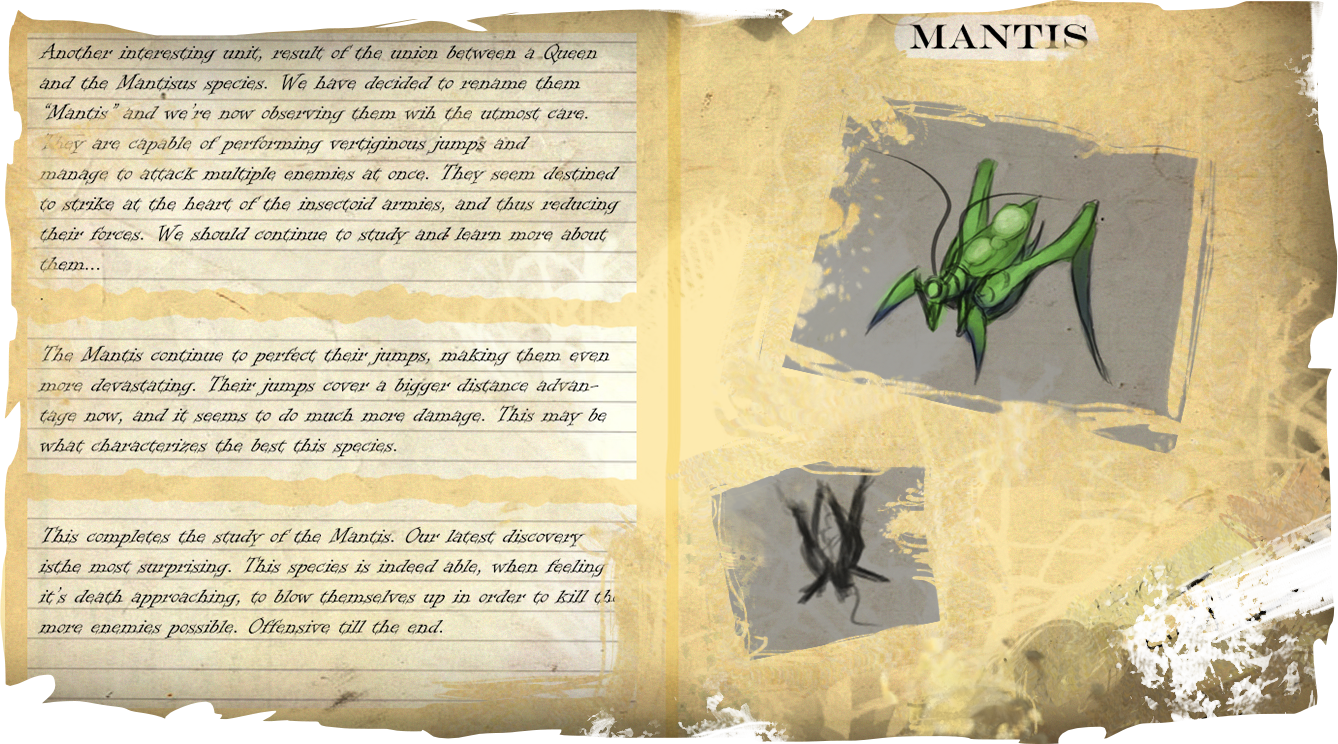 Another interesting unit, result of the union between a Queen
and the Mantisus species. We have decided to rename them
“Mantis” and we're now observing them wih the utmost care.
They are capable of performing vertiginous jumps and
manage to attack multiple enemies at once. They seem destined
to strike at the heart of the insectoid armies, and thus reducing
their forces. We should continue to study and learn more about
them...
The Mantis continue to perfect their jumps, making them even
more devastating. Their jumps cover a bigger distance advan-
tage now, and it seems to do much more damage. This may be
what characterizes the best this species.
This completes the study of the Mantis. Our latest discovery
isthe most surprising. This species is indeed able, when feeling
it's death approaching, to blow themselves up in order to kill the
more enemies possible. Offensive till the end.
MANTIS